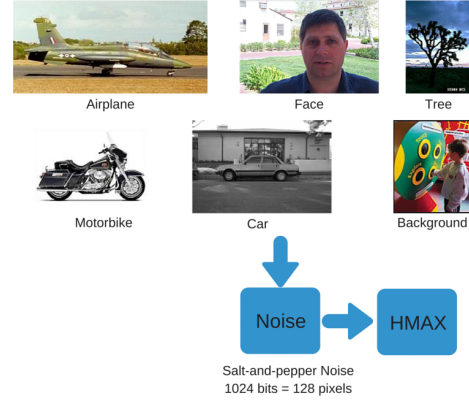 Airplane
Face
Tree
Motorbike
Car
Background
Noise
HMAX
Salt-and-pepper Noise
1024 bits = 128 pixels